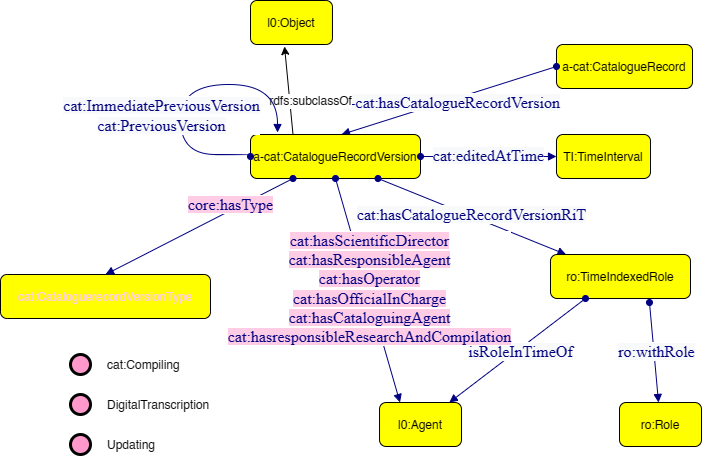 l0:Object
a-cat:CatalogueRecord
rdfs:subclassOf
cat:hasCatalogueRecordVersion
cat:ImmediatePreviousVersion
cat:PreviousVersion
a-cat:CatalogueRecordVersion
cat:editedAtTime
TI:TimeInterval
core:hasType
cat:hasCatalogueRecordVersionRiT
cat:hasScientificDirector
cat:hasResponsibleAgent
cat:hasOperator
cat:hasOfficialInCharge
cat:hasCataloguingAgent
cat:hasresponsibleResearchAndCompilation
ro:TimeIndexedRole
cat:CataloguerecordVersionType
isRoleInTimeOf
ro:withRole
cat:Compiling
DigitalTranscription
Updating
l0:Agent
ro:Role